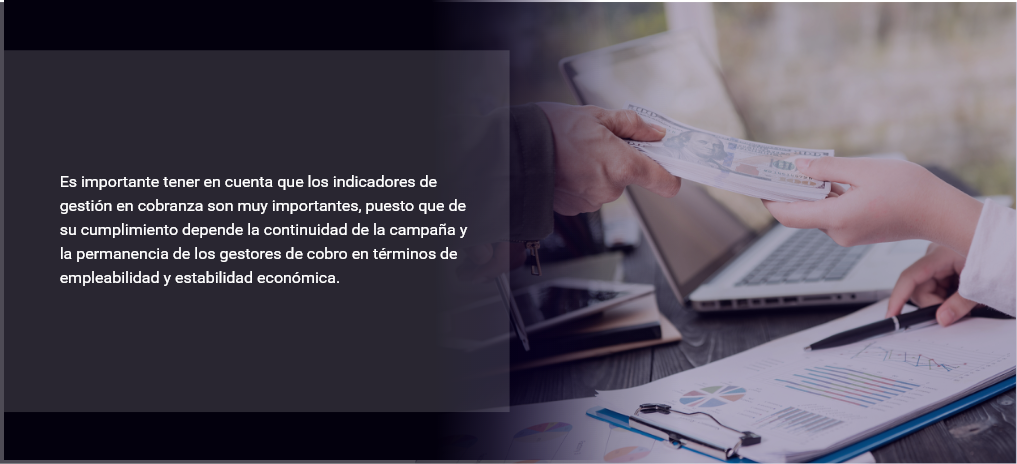 Es importante tener en cuenta que los indicadores de
gestión en cobranza son muy importantes, puesto que de
su cumplimiento depende la continuidad de la campaña y
la permanencia de los gestores de cobro en términos de
empleabilidad y estabilidad económica.